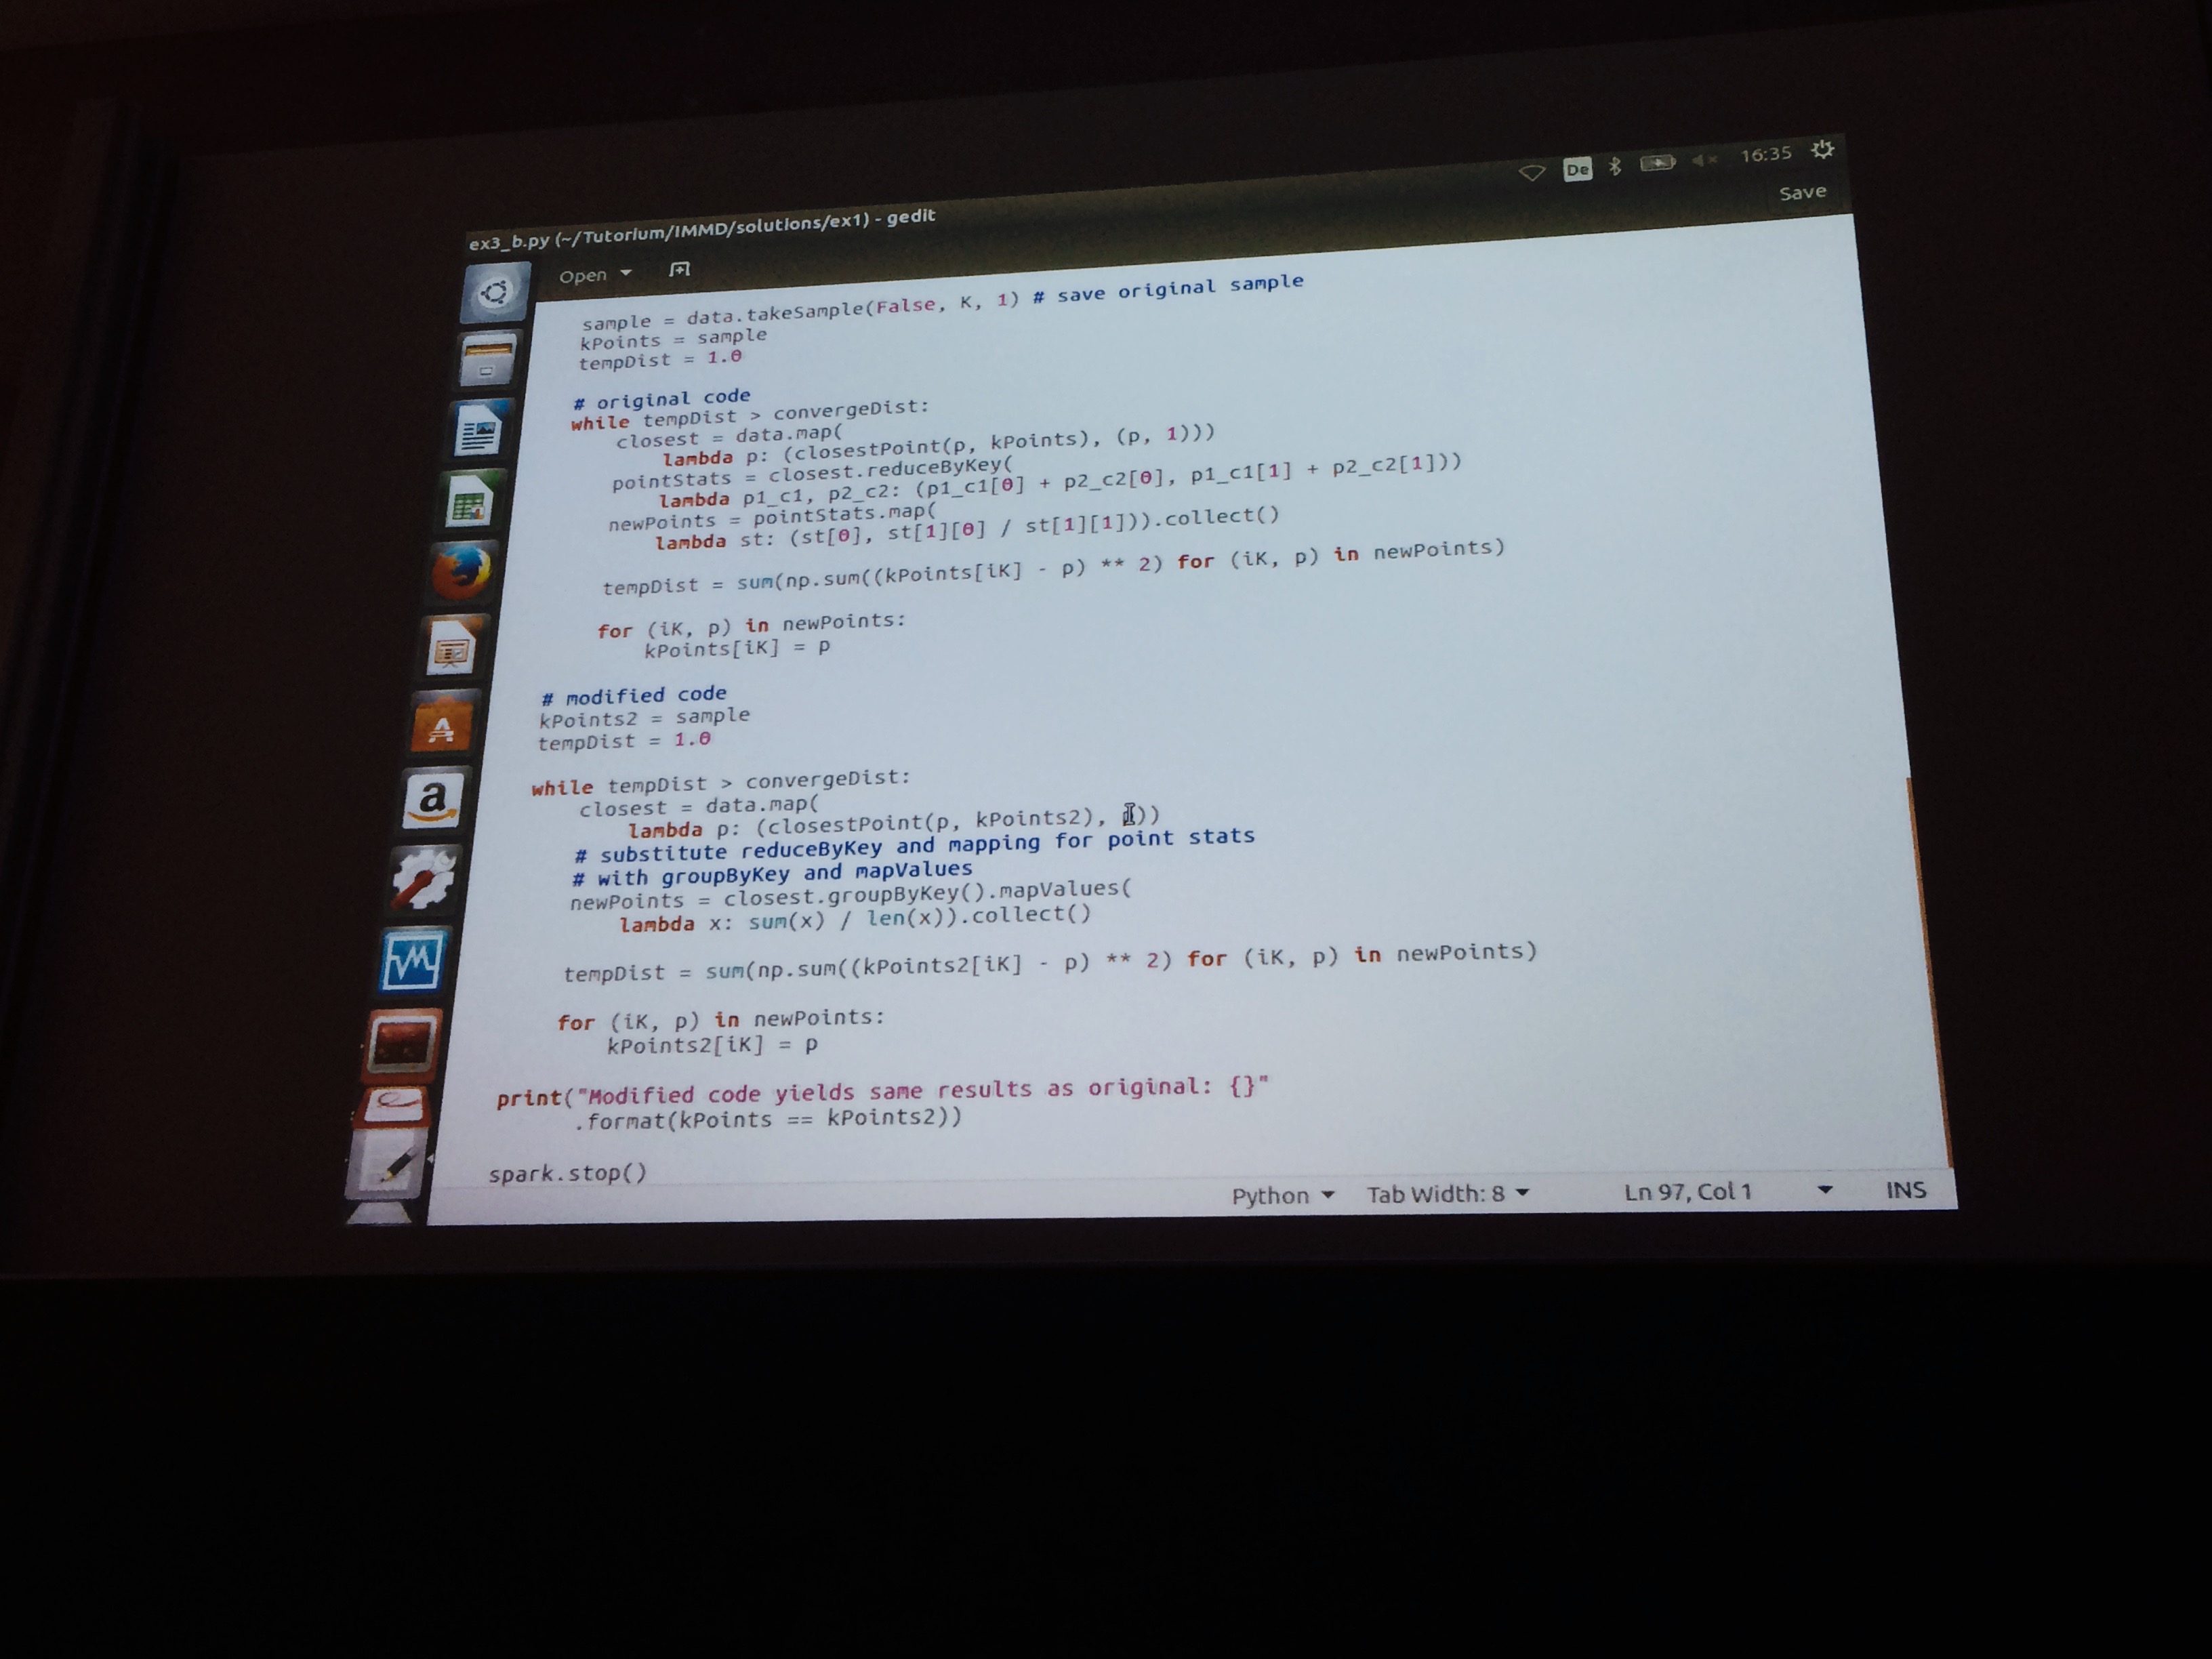 16:35
De
Save
ex3_b.py (~/Tutorium/IMMD/solutions/ex1) - gedit
Open
sample = data.takeSample(False, K, 1) # save original sample
kPoints = sample
tempDist = 1.0
# original code
while tempDist > convergeDist:
closest = data.map(
lambda p: (closestPoint(p, kPoints), (p, 1)))
pointStats = closest.reduceByKey(
lambda p1_c1, p2_c2: (p1_c1[0] + p2_c2[0], p1_c1[1] + p2_c2[1]))
newPoints = pointStats.map(
lambda st: (st[0], st[1][0] / st[1][1])).collect()
tempDist = sum(np.sum((kPoints[iK] - p) ** 2) for (iK, p) in newPoints)
for (iK, p) in newPoints:
kPoints[iK] = p
# modified code
kPoints2 = sample
tempDist = 1.0
while tempDist > convergeDist:
closest = data.map(
lambda p: (closestPoint(p, kPoints2), ))
# substitute reduceByKey and mapping for point stats
# with groupByKey and mapValues
newPoints = closest.groupByKey().mapValues(
lambda x: sum(x) / len(x)).collect()
tempDist = sum(np.sum((kPoints2[iK] - p) ** 2) for (iK, p) in newPoints)
for (iK, p) in newPoints:
kPoints2[iK] = p
print("Modified code yields same results as original: {}"
.format(kPoints == kPoints2))
spark.stop()
Python Tab Width: 8 Ln 97, Col 1 INS